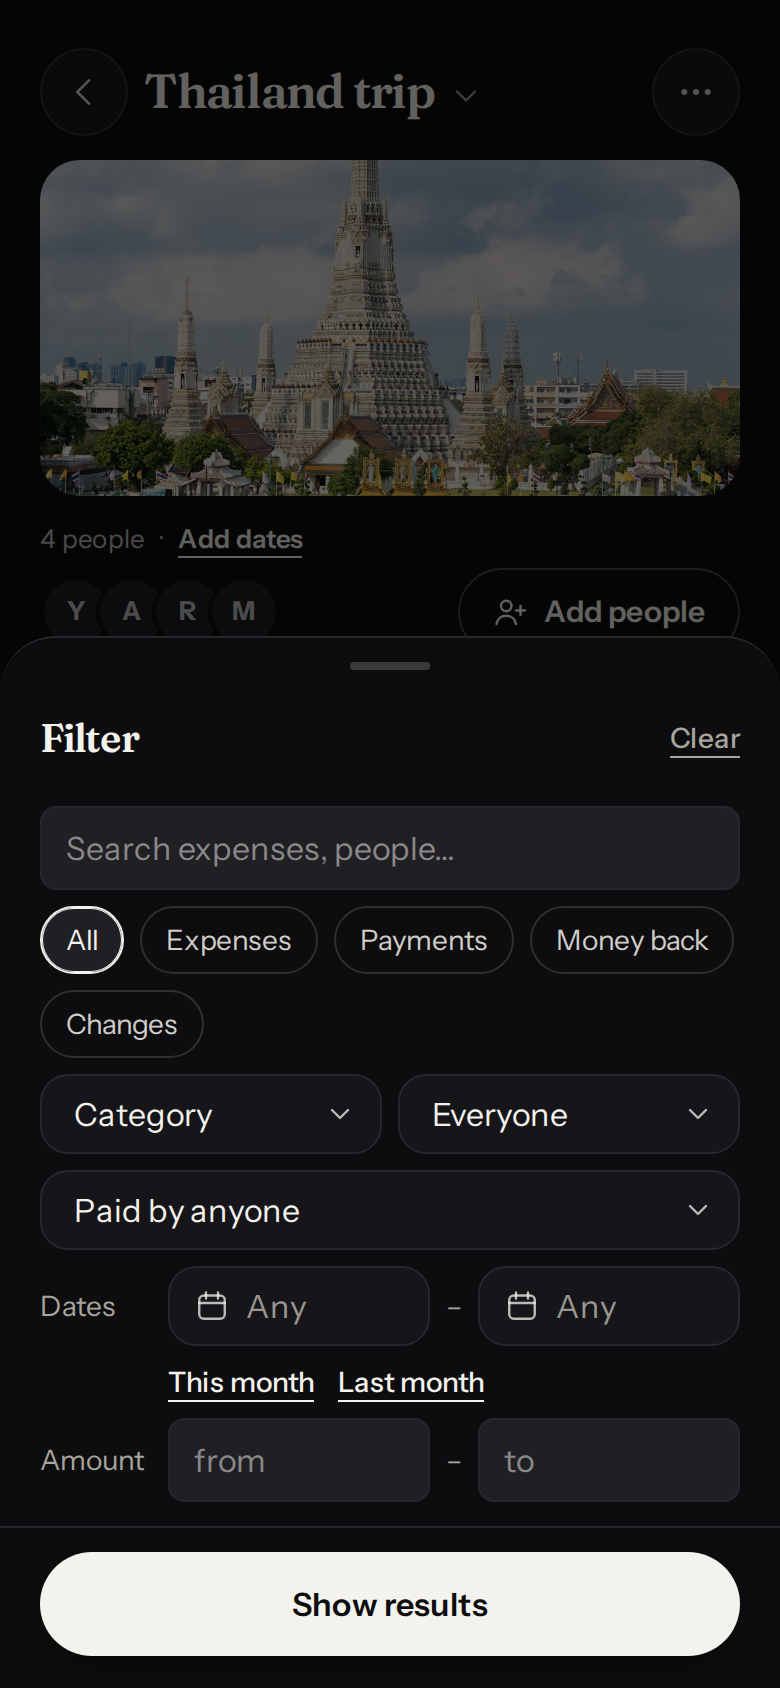 Thailand trip
4 people · Add dates
Y A R M
Add people
Filter
Clear
Search expenses, people...
All Expenses Payments Money back
Changes
Category Everyone
Paid by anyone
Dates Any – Any
This month Last month
Amount from – to
Show results